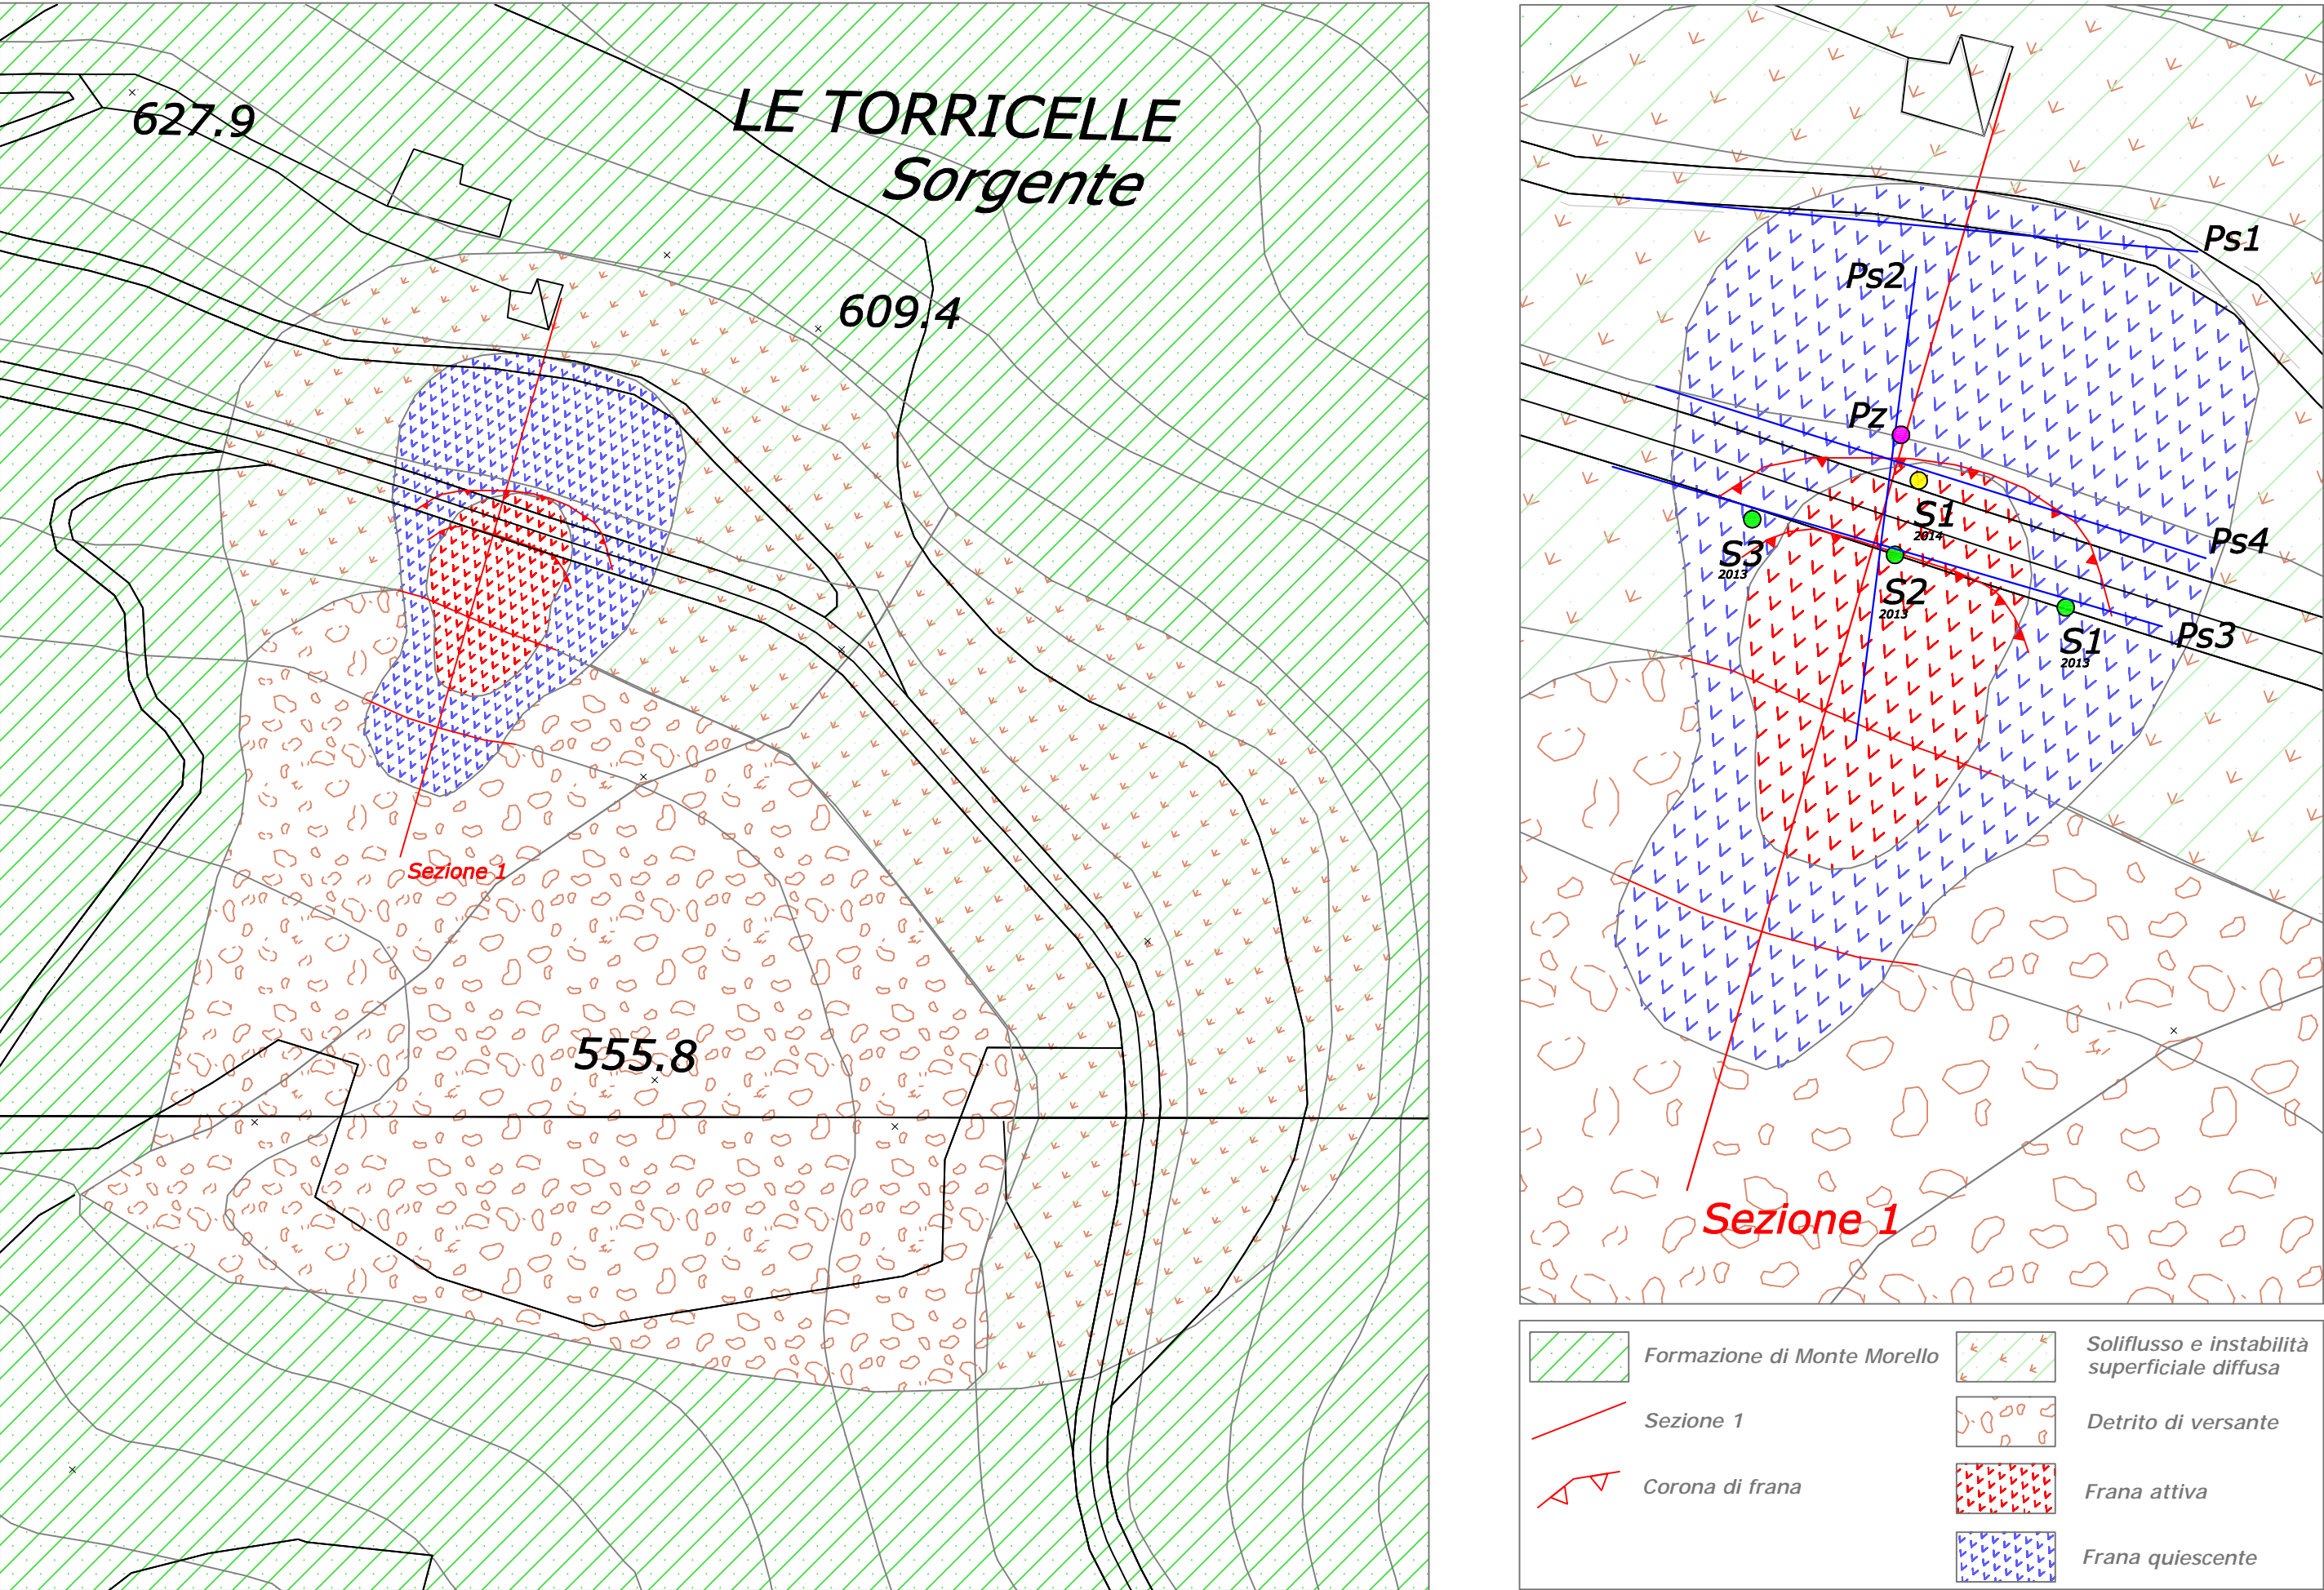 LE TORRICELLE
Sorgente
627.9
609.4
Sezione 1
555.8
Ps1
Ps2
Pz
S1
2014
Ps4
S3
2013
S2
2013
Ps3
S1
2013
Sezione 1
Formazione di Monte Morello
Sezione 1
Corona di frana
Soliflusso e instabilità
superficiale diffusa
Detrito di versante
Frana attiva
Frana quiescente